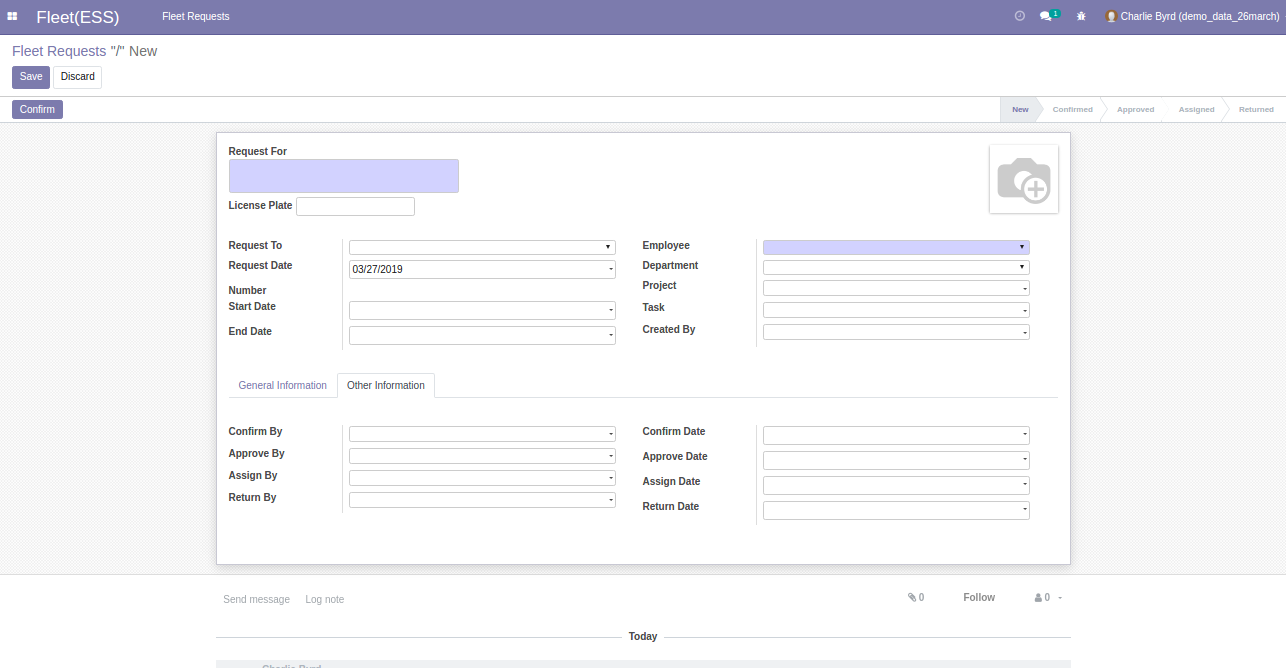 Fleet(ESS) Fleet Requests 1 Charlie Byrd (demo_data_26march)
Fleet Requests "/" New
Save Discard
Confirm New Confirmed Approved Assigned Returned
Request For
License Plate
Request To Employee
Request Date 03/27/2019 Department
Number Project
Start Date Task
End Date Created By
General Information Other Information
Confirm By Confirm Date
Approve By Approve Date
Assign By Assign Date
Return By Return Date
Send message Log note 0 Follow 0
Today
Charlie Byrd